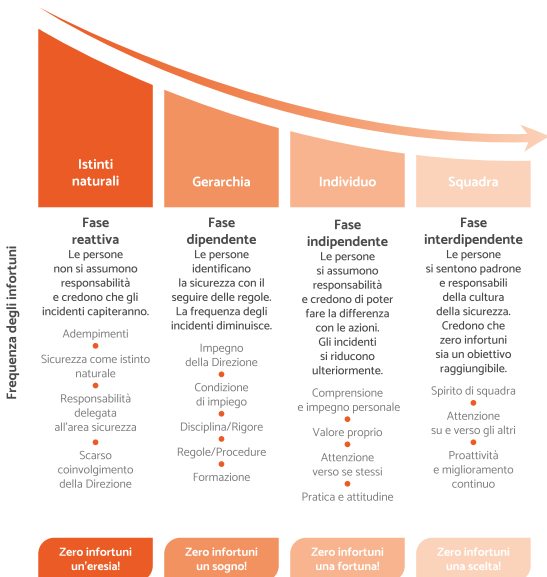 Frequenza degli infortuni
Istinti
naturali
Fase
reattiva
Le persone
non si assumono
responsabilità
e credono che gli
incidenti capiteranno.
Adempimenti
Sicurezza come istinto
naturale
Responsabilità
delegata
all'area sicurezza
Scarso
coinvolgimento
della Direzione
Zero infortuni
un'eresia!
Gerarchia
Fase
dipendente
Le persone
identificano
la sicurezza con il
seguire delle regole.
La frequenza degli
incidenti diminuisce.
Impegno
della Direzione
Condizione
di impiego
Disciplina/Rigore
Regole/Procedure
Formazione
Zero infortuni
un sogno!
Individuo
Fase
indipendente
Le persone
si assumono
responsabilità
e credono di poter
fare la differenza
con le azioni.
Gli incidenti
si riducono
ulteriormente.
Comprensione
e impegno personale
Valore proprio
Attenzione
verso se stessi
Pratica e attitudine
Zero infortuni
una fortuna!
Squadra
Fase
interdipendente
Le persone
si sentono padrone
e responsabili
della cultura
della sicurezza.
Credono che
zero infortuni
sia un obiettivo
raggiungibile.
Spirito di squadra
Attenzione
su e verso gli altri
Proattività
e miglioramento
continuo
Zero infortuni
una scelta!